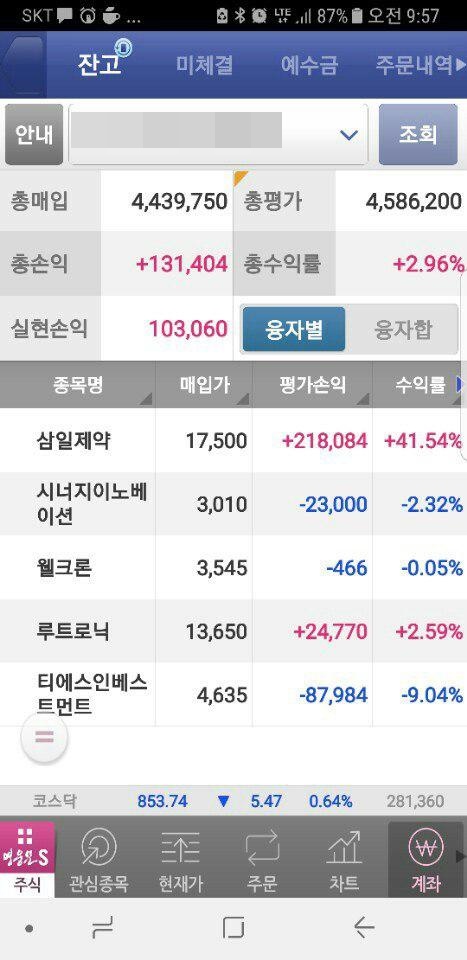 SKT ... LTE 87% 오전 9:57
잔고 미체결 예수금 주문내역▶
안내 조회
총매입 4,439,750 총평가 4,586,200
총손익 +131,404 총수익률 +2.96%
실현손익 103,060 융자별 융자합
종목명 매입가 평가손익 수익률
삼일제약 17,500 +218,084 +41.54%
시너지이노베
이션 3,010 -23,000 -2.32%
웰크론 3,545 -466 -0.05%
루트로닉 13,650 +24,770 +2.59%
티에스인베스
트먼트 4,635 -87,984 -9.04%
코스닥 853.74 ▼ 5.47 0.64% 281,360
영웅문S
주식 관심종목 현재가 주문 차트 계좌